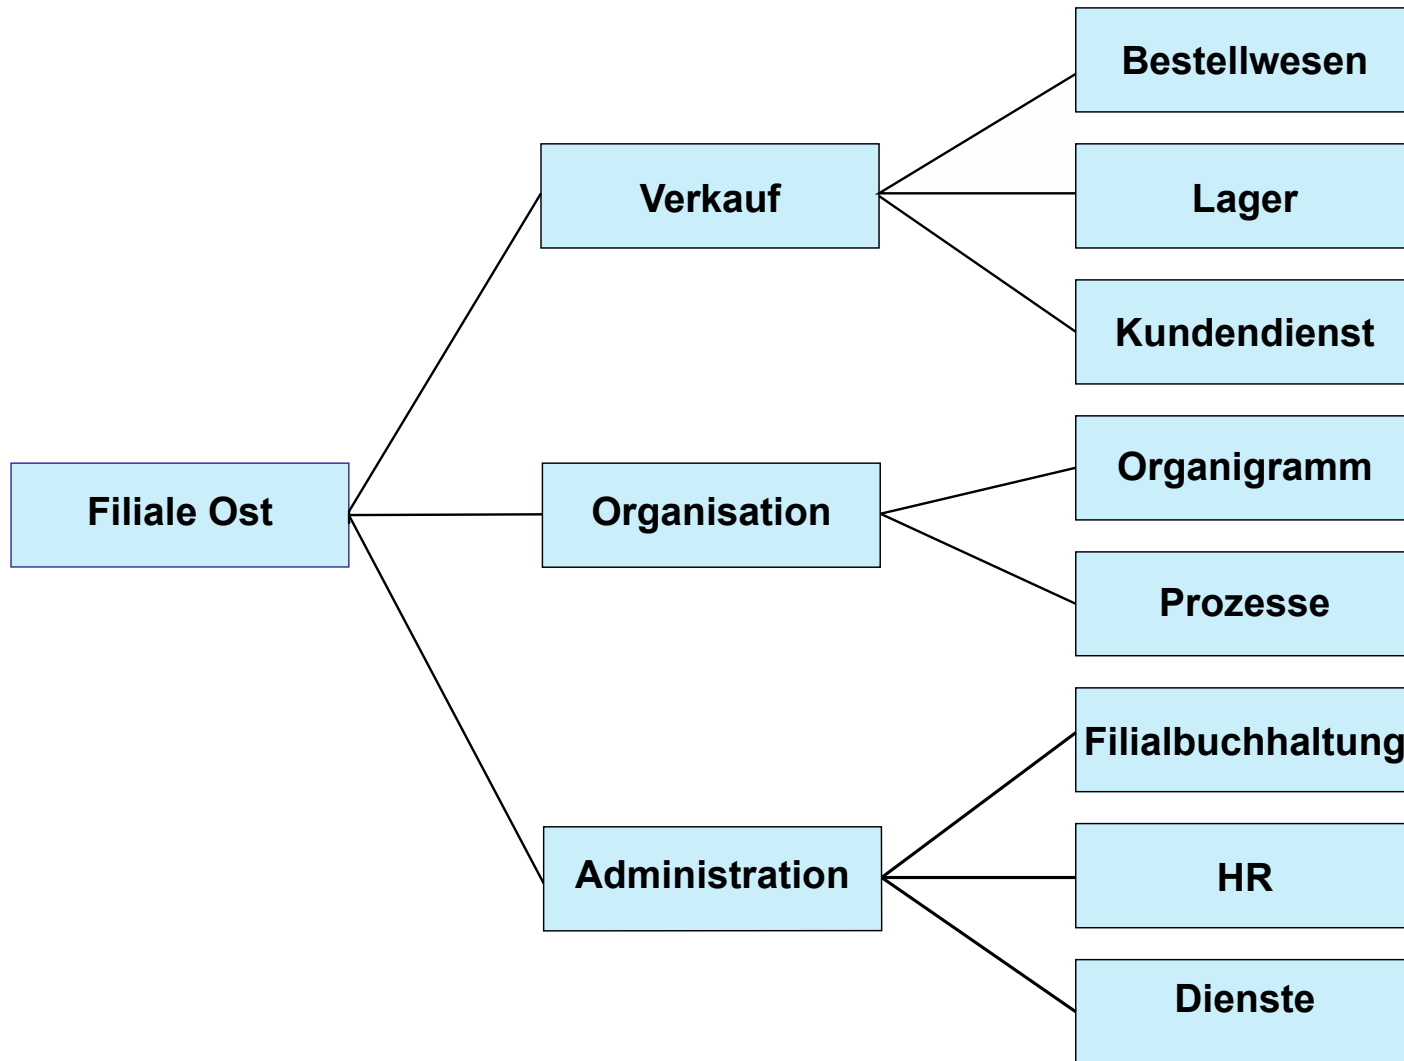 Bestellwesen
Verkauf
Lager
Kundendienst
Filiale Ost
Organisation
Organigramm
Prozesse
Administration
Filialbuchhaltung
HR
Dienste